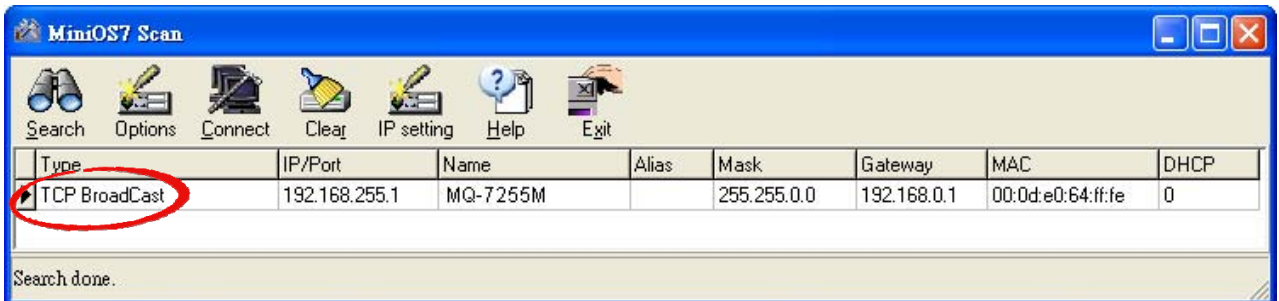 MiniOS7 Scan
Search Options Connect Clear IP setting Help Exit
Type IP/Port Name Alias Mask Gateway MAC DHCP
TCP BroadCast 192.168.255.1 MQ-7255M 255.255.0.0 192.168.0.1 00:0d:e0:64:ff:fe 0
Search done.